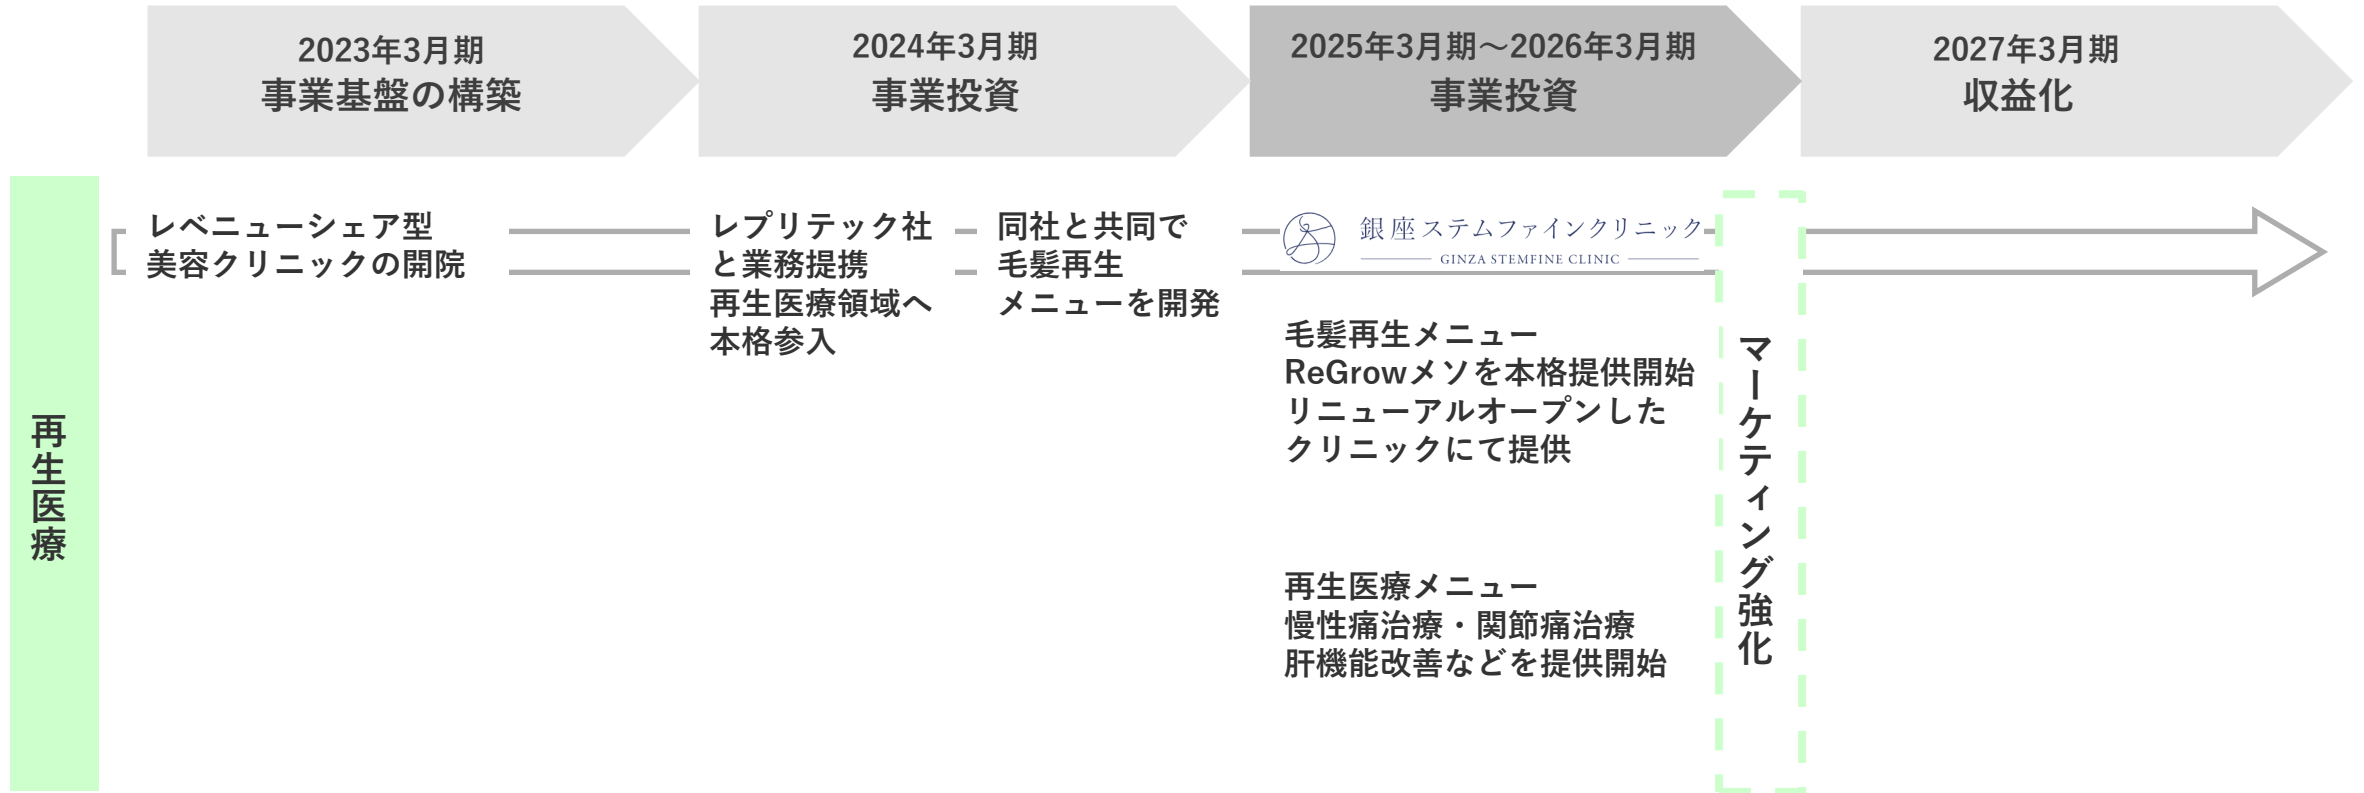 2023年3月期
事業基盤の構築
2024年3月期
事業投資
2025年3月期～2026年3月期
事業投資
2027年3月期
収益化
再生医療
レベニューシェア型
美容クリニックの開院
レプリテック社
と業務提携
再生医療領域へ
本格参入
同社と共同で
毛髪再生
メニューを開発
銀座ステムファインクリニック
GINZA STEMFINE CLINIC
毛髪再生メニュー
ReGrowメソを本格提供開始
リニューアルオープンした
クリニックにて提供
再生医療メニュー
慢性痛治療・関節痛治療
肝機能改善などを提供開始
マーケティング強化